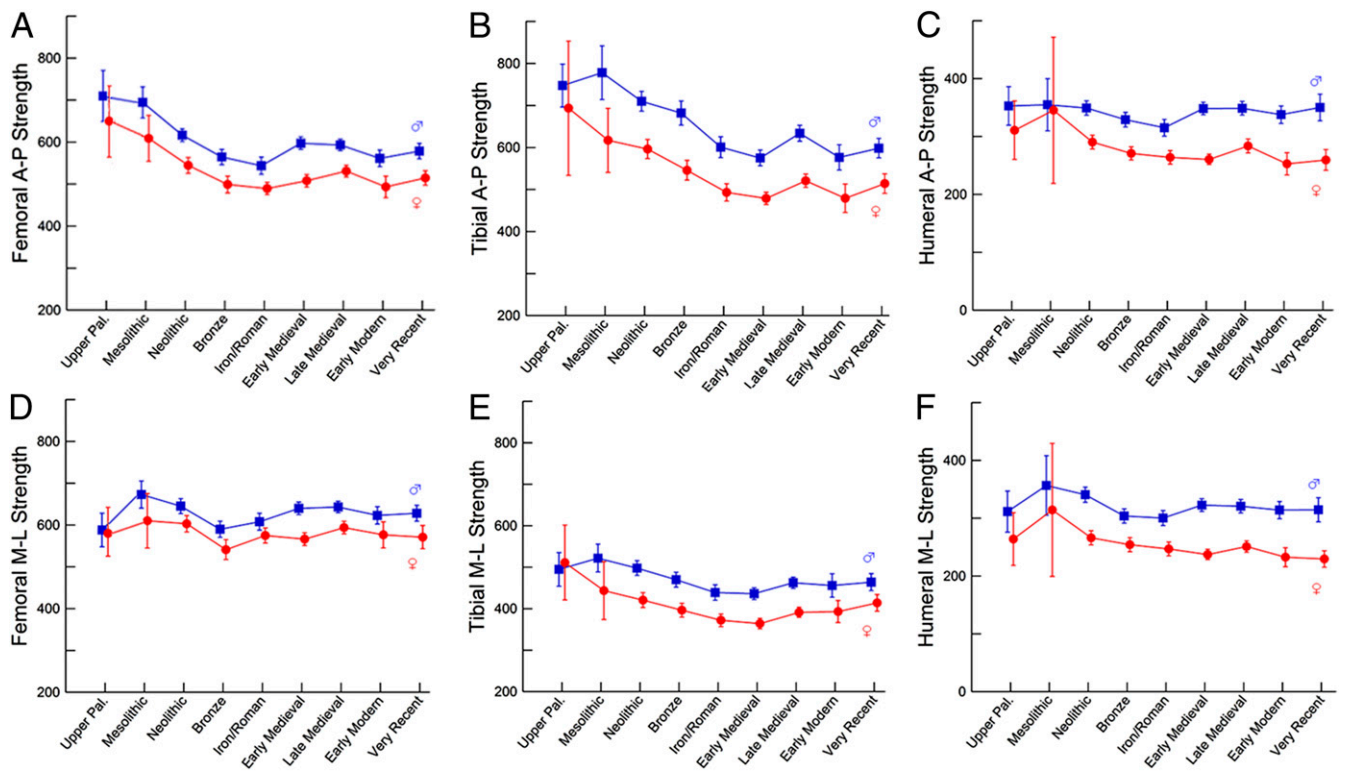 A
Femoral A-P Strength
800
600
400
200
♂
♀
Upper Pal.
Mesolithic
Neolithic
Bronze
Iron/Roman
Early Medieval
Late Medieval
Early Modern
Very Recent
B
Tibial A-P Strength
800
600
400
200
♂
♀
Upper Pal.
Mesolithic
Neolithic
Bronze
Iron/Roman
Early Medieval
Late Medieval
Early Modern
Very Recent
C
Humeral A-P Strength
400
200
0
♂
♀
Upper Pal.
Mesolithic
Neolithic
Bronze
Iron/Roman
Early Medieval
Late Medieval
Early Modern
Very Recent
D
Femoral M-L Strength
800
600
400
200
♂
♀
Upper Pal.
Mesolithic
Neolithic
Bronze
Iron/Roman
Early Medieval
Late Medieval
Early Modern
Very Recent
E
Tibial M-L Strength
800
600
400
200
♂
♀
Upper Pal.
Mesolithic
Neolithic
Bronze
Iron/Roman
Early Medieval
Late Medieval
Early Modern
Very Recent
F
Humeral M-L Strength
400
200
0
♂
♀
Upper Pal.
Mesolithic
Neolithic
Bronze
Iron/Roman
Early Medieval
Late Medieval
Early Modern
Very Recent